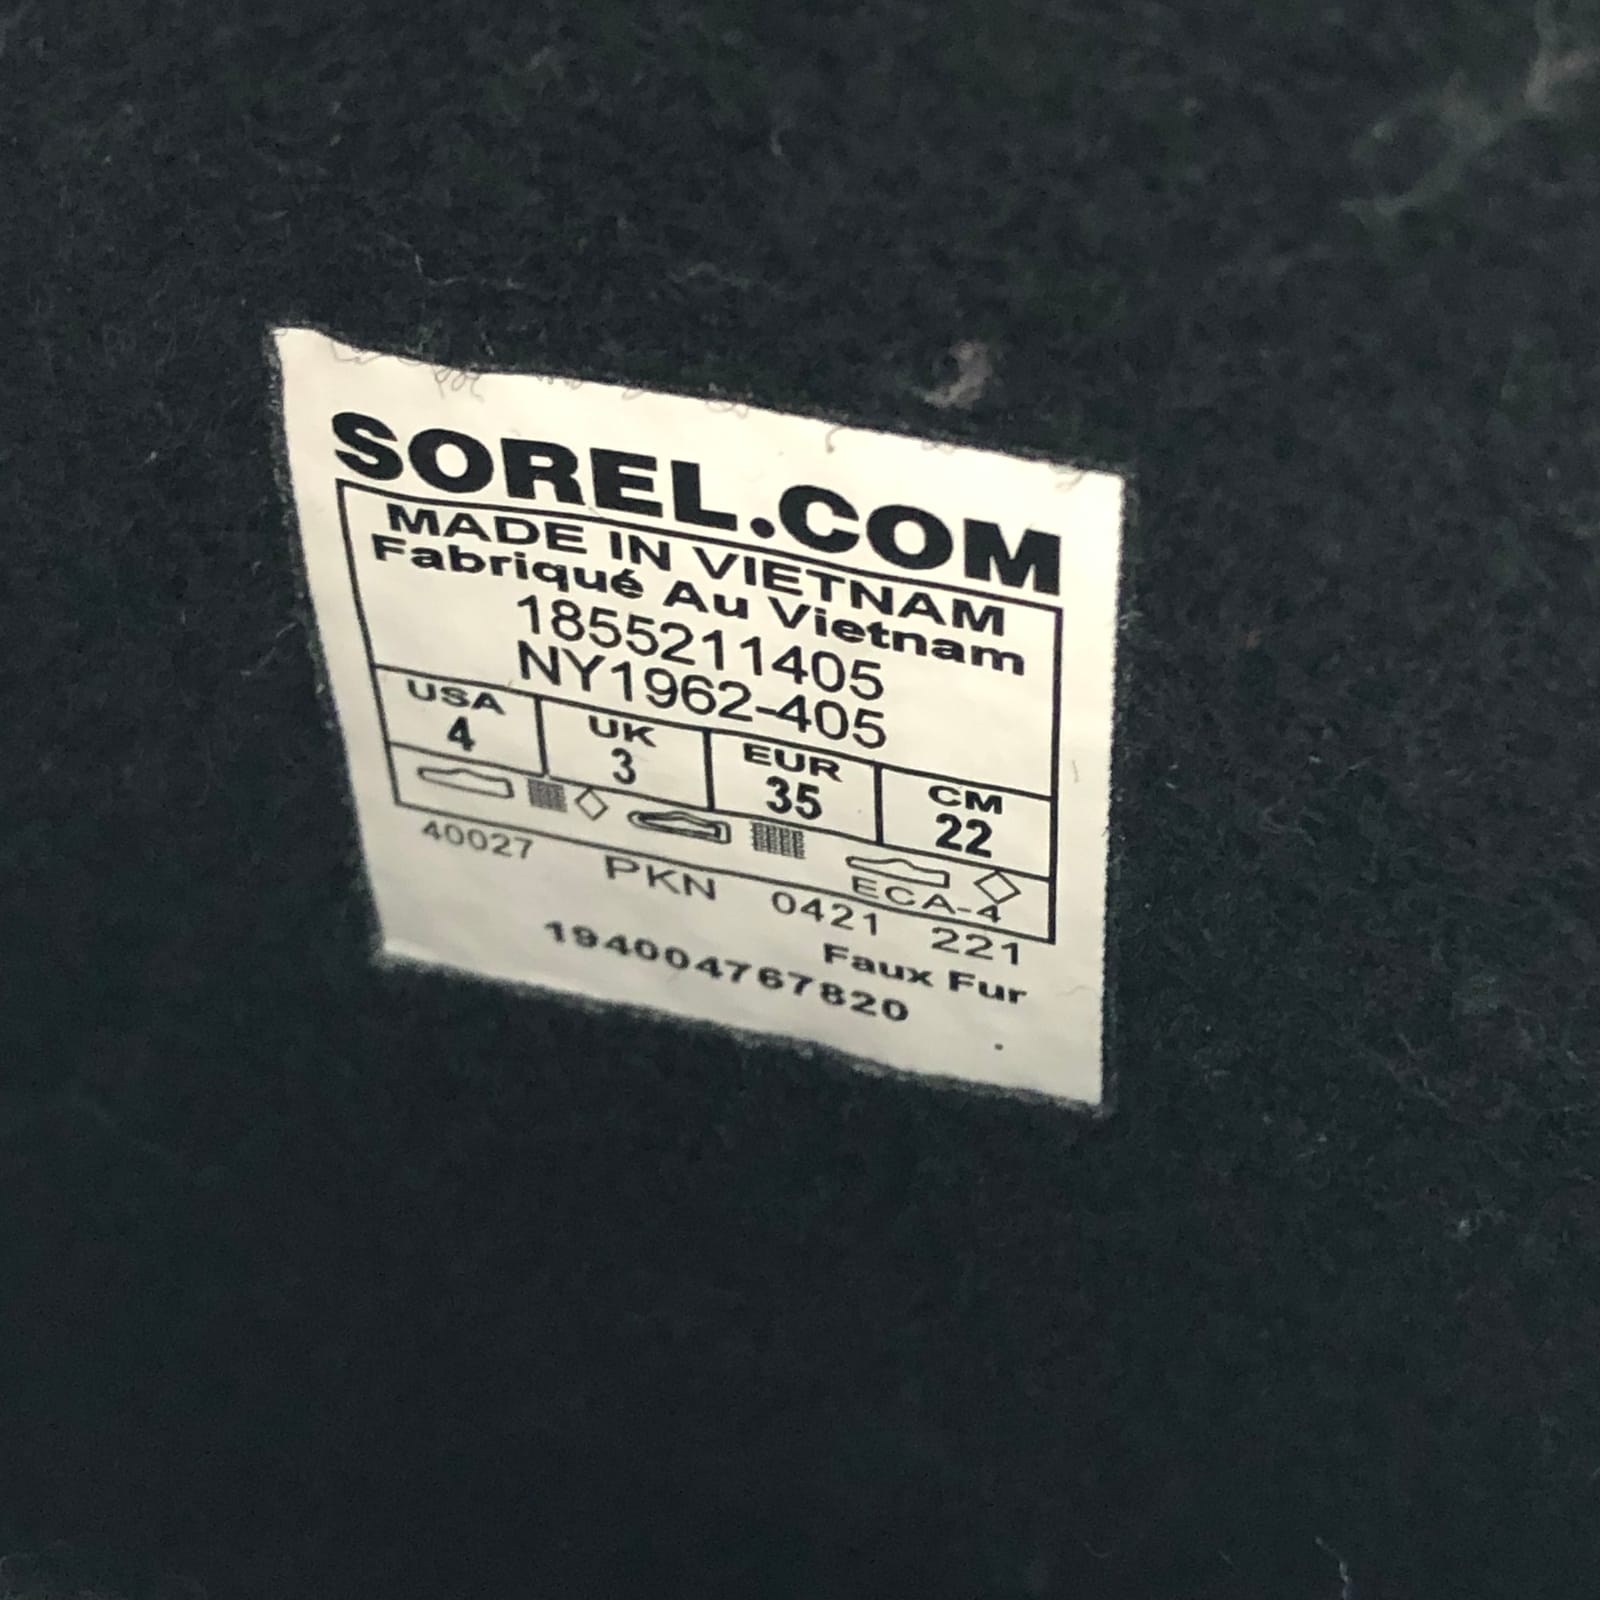 SOREL.COM
MADE IN VIETNAM
Fabriqué Au Vietnam
1855211405
NY1962-405
USA UK EUR CM
4 3 35 22
ECA-4
40027 PKN 0421 221
Faux Fur
194004767820